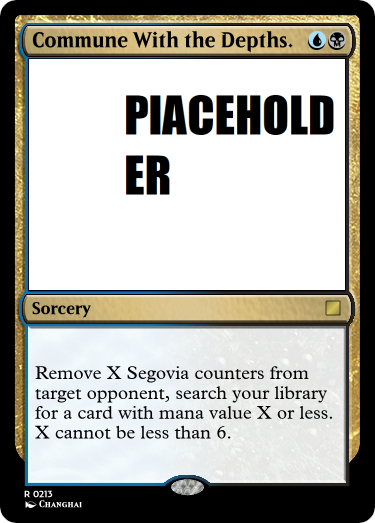 Commune With the Depths.
PIACEHOLD
ER
Sorcery
Remove X Segovia counters from
target opponent, search your library
for a card with mana value X or less.
X cannot be less than 6.
R 0213
Changhai